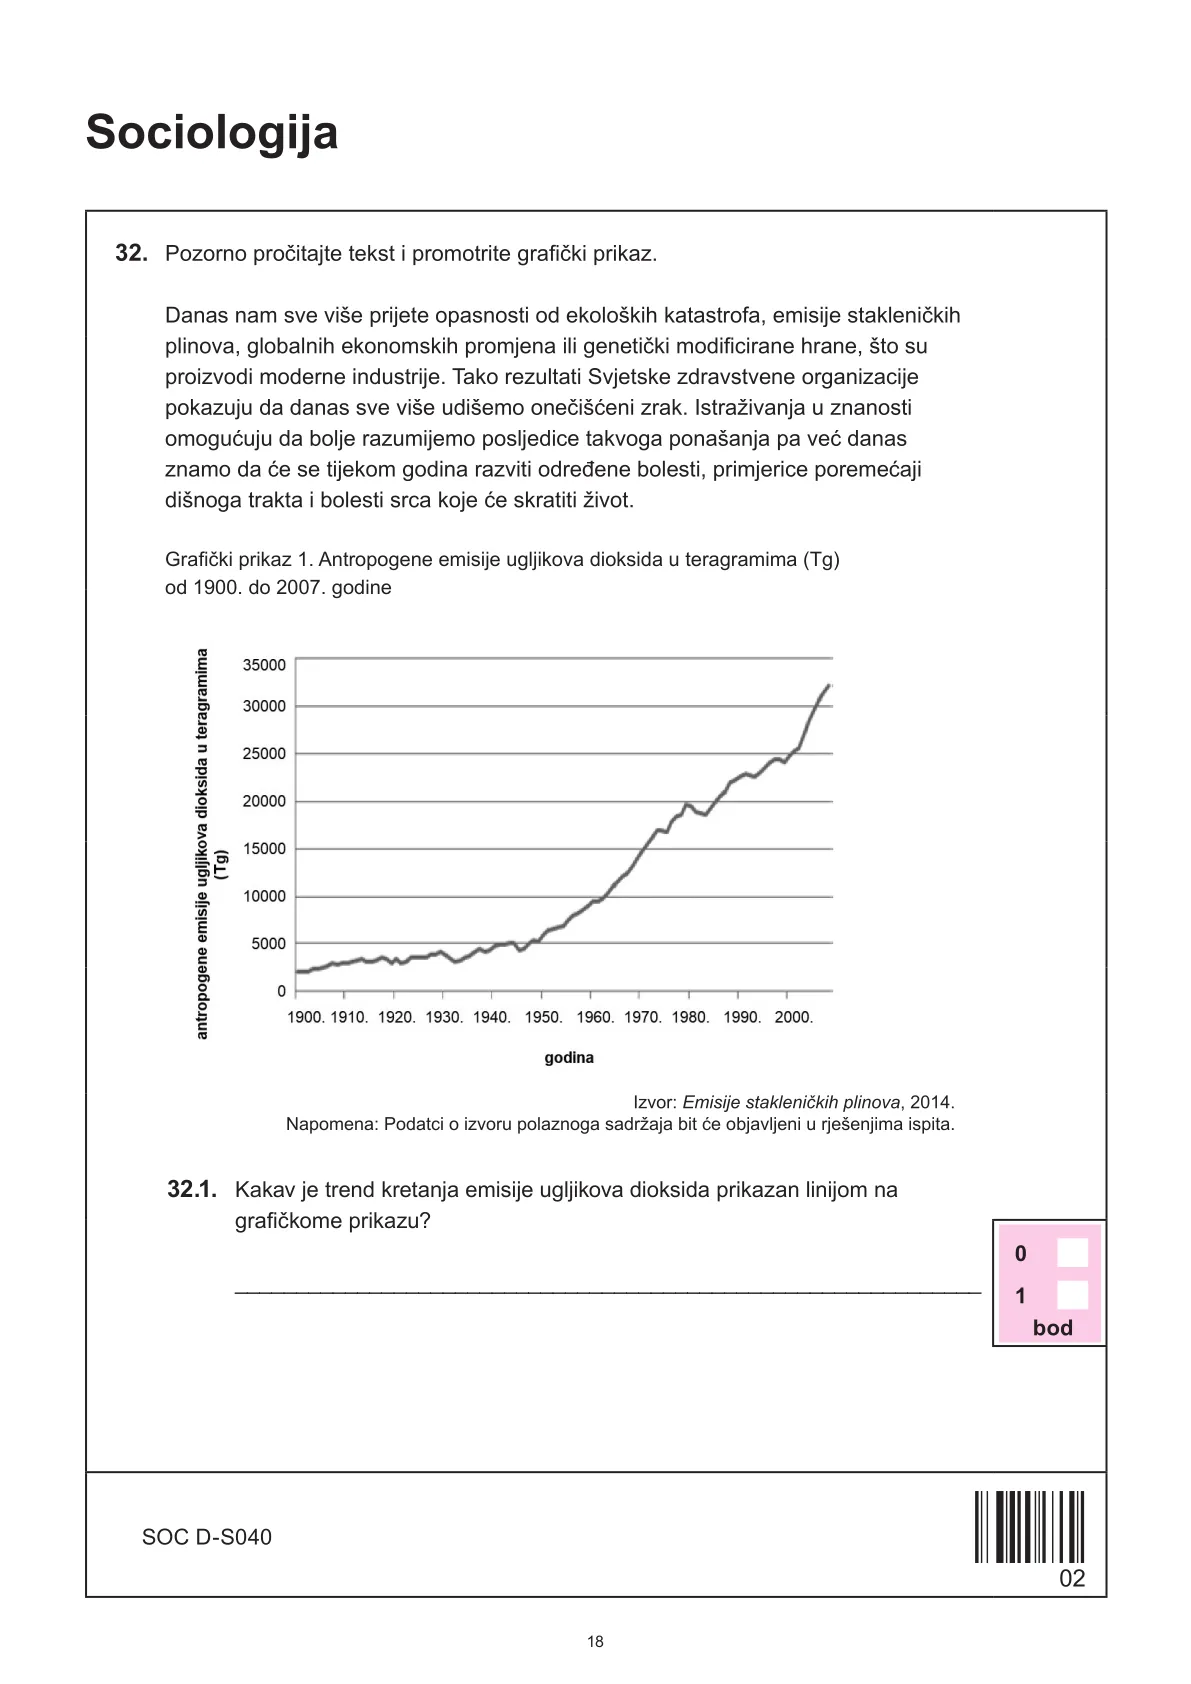 Sociologija
32. Pozorno pročitajte tekst i promotrite grafički prikaz.
Danas nam sve više prijete opasnosti od ekoloških katastrofa, emisije stakleničkih
plinova, globalnih ekonomskih promjena ili genetički modificirane hrane, što su
proizvodi moderne industrije. Tako rezultati Svjetske zdravstvene organizacije
pokazuju da danas sve više udišemo onečišćeni zrak. Istraživanja u znanosti
omogućuju da bolje razumijemo posljedice takvoga ponašanja pa već danas
znamo da će se tijekom godina razviti određene bolesti, primjerice poremećaji
dišnoga trakta i bolesti srca koje će skratiti život.
Grafički prikaz 1. Antropogene emisije ugljikova dioksida u teragramima (Tg)
od 1900. do 2007. godine
antropogene emisije ugljikova dioksida u teragramima
(Tg)
35000
30000
25000
20000
15000
10000
5000
0
1900. 1910. 1920. 1930. 1940. 1950. 1960. 1970. 1980. 1990. 2000.
godina
Izvor: Emisije stakleničkih plinova, 2014.
Napomena: Podatci o izvoru polaznoga sadržaja bit će objavljeni u rješenjima ispita.
32.1. Kakav je trend kretanja emisije ugljikova dioksida prikazan linijom na
grafičkome prikazu?
0
1
bod
SOC D-S040
02
18